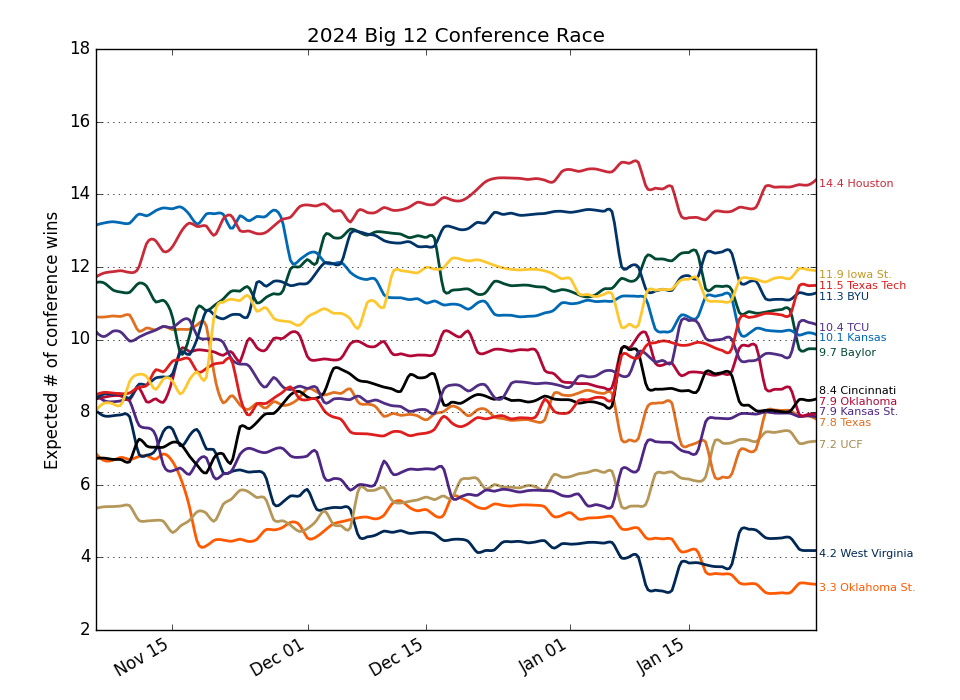 2024 Big 12 Conference Race
Expected # of conference wins
18
16
14
12
10
8
6
4
2
Nov 15
Dec 01
Dec 15
Jan 01
Jan 15
14.4 Houston
11.9 Iowa St.
11.5 Texas Tech
11.3 BYU
10.4 TCU
10.1 Kansas
9.7 Baylor
8.4 Cincinnati
7.9 Oklahoma
7.9 Kansas St.
7.8 Texas
7.2 UCF
4.2 West Virginia
3.3 Oklahoma St.